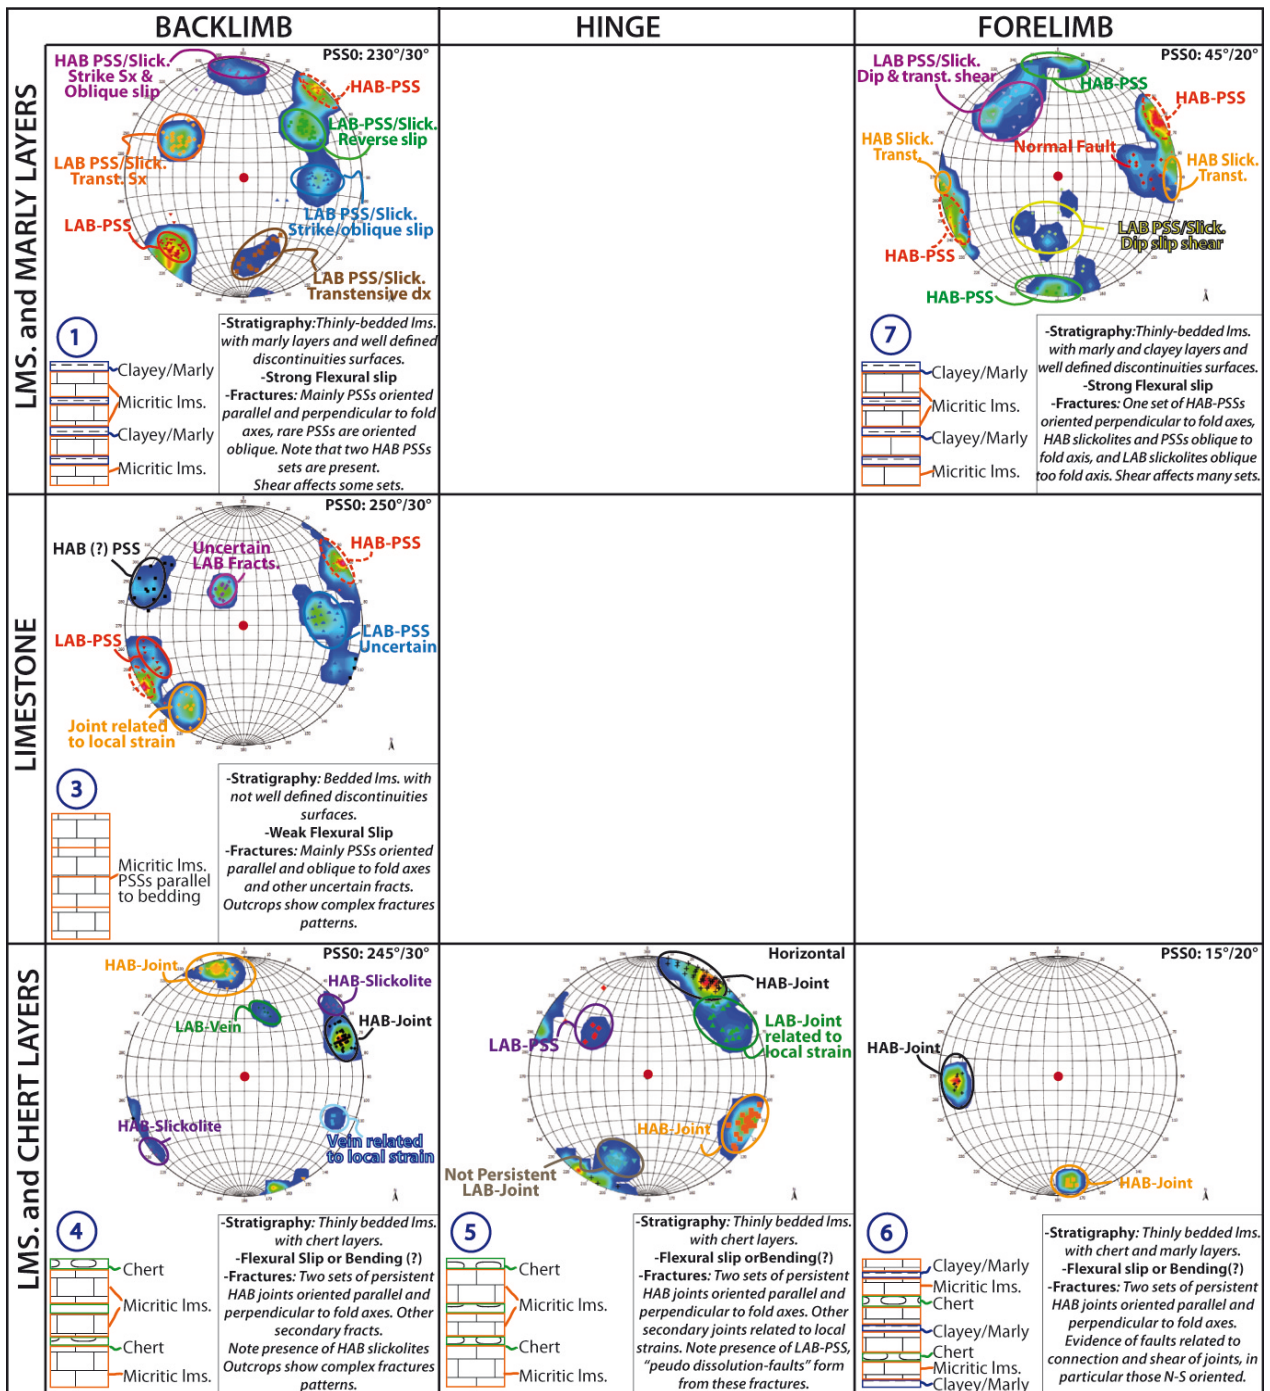 BACKLIMB
HINGE
FORELIMB
LMS. and MARLY LAYERS
HAB PSS/Slick.
Strike Sx &
Oblique slip
PSS0: 230°/30°
HAB-PSS
LAB-PSS/Slick.
Reverse slip
LAB PSS/Slick.
Transt. Sx
LAB PSS/Slick.
Strike/oblique slip
LAB-PSS
LAB PSS/Slick.
Transtensive dx
1
Clayey/Marly
Micritic lms.
Clayey/Marly
Micritic lms.
-Stratigraphy:Thinly-bedded lms.
with marly layers and well defined
discontinuities surfaces.
-Strong Flexural slip
-Fractures: Mainly PSSs oriented
parallel and perpendicular to fold
axes, rare PSSs are oriented
oblique. Note that two HAB PSSs
sets are present.
Shear affects some sets.
LAB PSS/Slick.
Dip & transt. shear
PSS0: 45°/20°
HAB-PSS
HAB-PSS
HAB Slick.
Transt.
Normal Fault
HAB Slick.
Transt.
LAB PSS/Slick.
Dip slip shear
HAB-PSS
HAB-PSS
7
Clayey/Marly
Micritic lms.
Clayey/Marly
Micritic lms.
-Stratigraphy:Thinly-bedded lms.
with marly and clayey layers and
well defined discontinuities surfaces.
-Strong Flexural slip
-Fractures: One set of HAB-PSSs
oriented perpendicular to fold axes,
HAB slickolites and PSSs oblique to
fold axis, and LAB slickolites oblique
too fold axis. Shear affects many sets.
LIMESTONE
PSS0: 250°/30°
HAB (?) PSS
Uncertain
LAB Fracts.
HAB-PSS
LAB-PSS
LAB-PSS
Uncertain
Joint related
to local strain
3
Micritic lms.
PSSs parallel
to bedding
-Stratigraphy: Bedded lms. with
not well defined discontinuities
surfaces.
-Weak Flexural Slip
-Fractures: Mainly PSSs oriented
parallel and oblique to fold axes
and other uncertain fracts.
Outcrops show complex fractures
patterns.
LMS. and CHERT LAYERS
PSS0: 245°/30°
HAB-Joint
HAB-Slickolite
LAB-Vein
HAB-Joint
HAB-Slickolite
Vein related
to local strain
4
Chert
Micritic lms.
Chert
Micritic lms.
-Stratigraphy: Thinly bedded lms.
with chert layers.
-Flexural Slip or Bending (?)
-Fractures: Two sets of persistent
HAB joints oriented parallel and
perpendicular to fold axes. Other
secondary fracts.
Note presence of HAB slickolites
Outcrops show complex fractures
patterns.
Horizontal
HAB-Joint
LAB-PSS
LAB-Joint
related to
local strain
HAB-Joint
Not Persistent
LAB-Joint
5
Chert
Micritic lms.
Chert
Micritic lms.
-Stratigraphy: Thinly bedded lms.
with chert layers.
-Flexural slip orBending(?)
-Fractures: Two sets of persistent
HAB joints oriented parallel and
perpendicular to fold axes. Other
secondary joints related to local
strains. Note presence of LAB-PSS,
“peudo dissolution-faults” form
from these fractures.
PSS0: 15°/20°
HAB-Joint
HAB-Joint
6
Clayey/Marly
Micritic lms.
Chert
Clayey/Marly
Chert
Micritic lms.
Clayey/Marly
-Stratigraphy: Thinly bedded lms.
with chert and marly layers.
-Flexural slip or Bending(?)
-Fractures: Two sets of persistent
HAB joints oriented parallel and
perpendicular to fold axes.
Evidence of faults related to
connection and shear of joints, in
particular those N-S oriented.